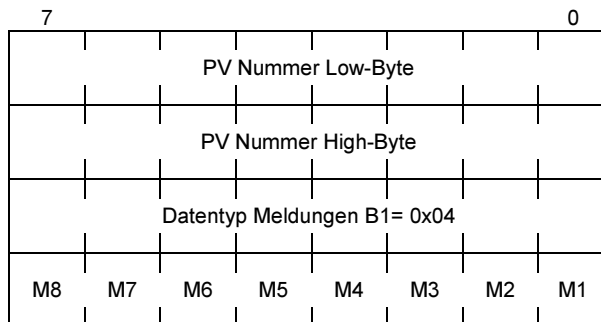 7 0
PV Nummer Low-Byte
PV Nummer High-Byte
Datentyp Meldungen B1= 0x04
M8 M7 M6 M5 M4 M3 M2 M1